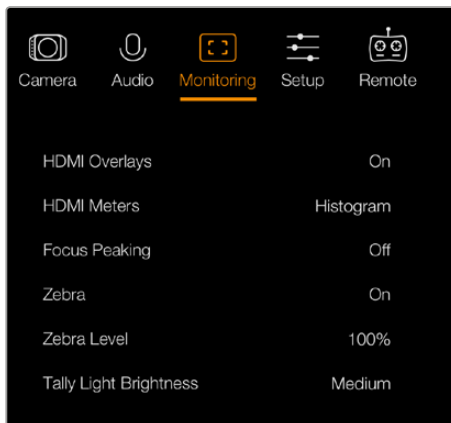 Camera Audio Monitoring Setup Remote
HDMI Overlays On
HDMI Meters Histogram
Focus Peaking Off
Zebra On
Zebra Level 100%
Tally Light Brightness Medium